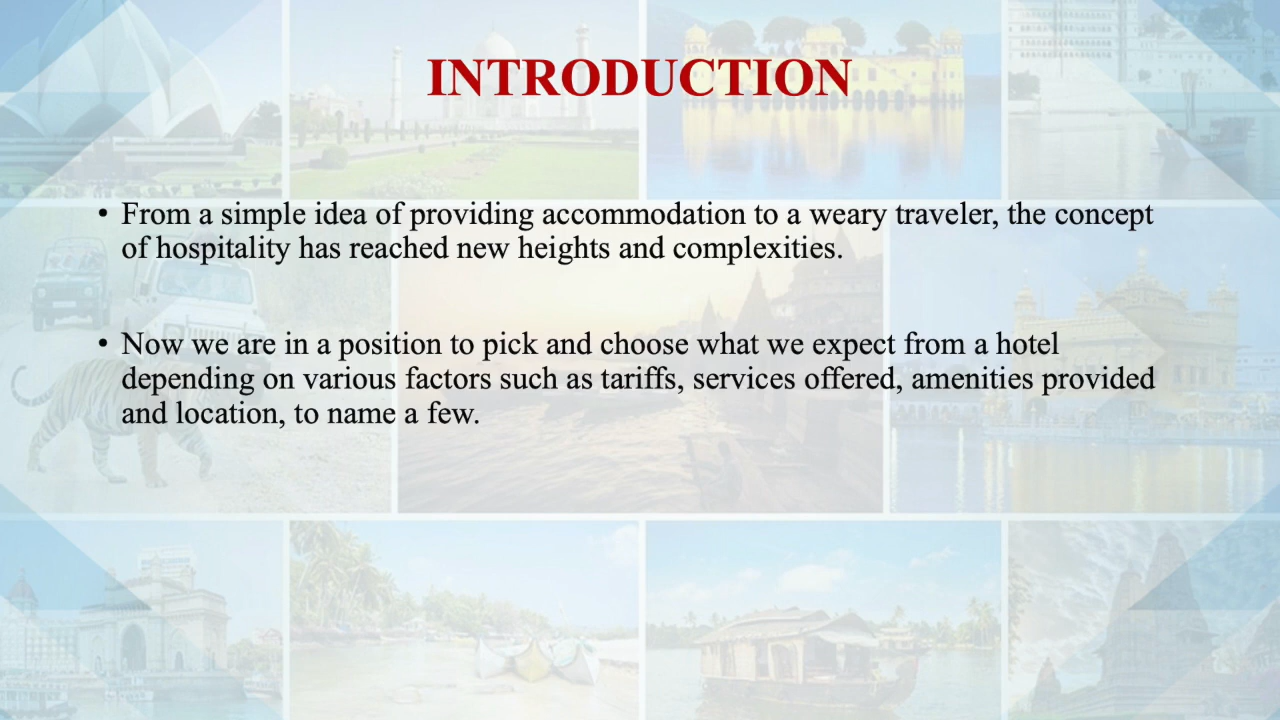 INTRODUCTION
• From a simple idea of providing accommodation to a weary traveler, the concept
of hospitality has reached new heights and complexities.
• Now we are in a position to pick and choose what we expect from a hotel
depending on various factors such as tariffs, services offered, amenities provided
and location, to name a few.